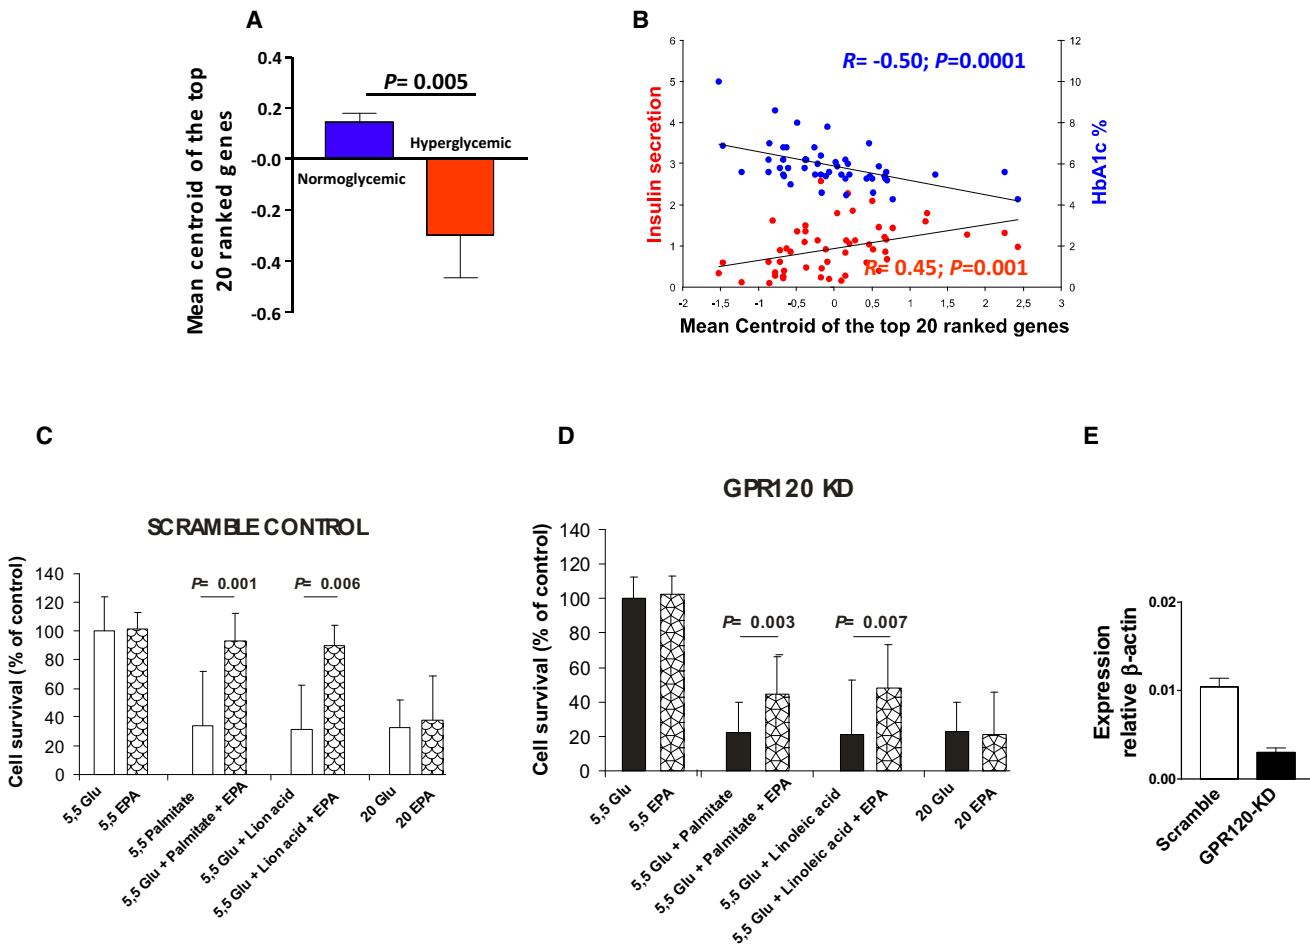 A
Mean centroid of the top
20 ranked genes
0.4
0.2
-0.0
-0.2
-0.4
-0.6
P= 0.005
Hyperglycemic
Normoglycemic
B
Insulin secretion
6
5
4
3
2
1
0
R= -0.50; P=0.0001
R= 0.45; P=0.001
12
10
8
6
4
2
0
HbA1c %
-2 -1,5 -1 -0,5 0 0,5 1 1,5 2 2,5 3
Mean Centroid of the top 20 ranked genes
C
SCRAMBLE CONTROL
Cell survival (% of control)
140
120
100
80
60
40
20
0
P= 0.001
P= 0.006
5,5 Glu
5,5 EPA
5,5 Palmitate
5,5 Glu + Palmitate + EPA
5,5 Glu + Lion acid
5,5 Glu + Lion acid + EPA
20 Glu
20 EPA
D
GPR120 KD
Cell survival (% of control)
140
120
100
80
60
40
20
0
P= 0.003
P= 0.007
5,5 Glu
5,5 EPA
5,5 Glu + Palmitate
5,5 Glu + Palmitate + EPA
5,5 Glu + Linoleic acid
5,5 Glu + Linoleic acid + EPA
20 Glu
20 EPA
E
Expression
relative β-actin
0.02
0.01
0.00
Scramble
GPR120-KD